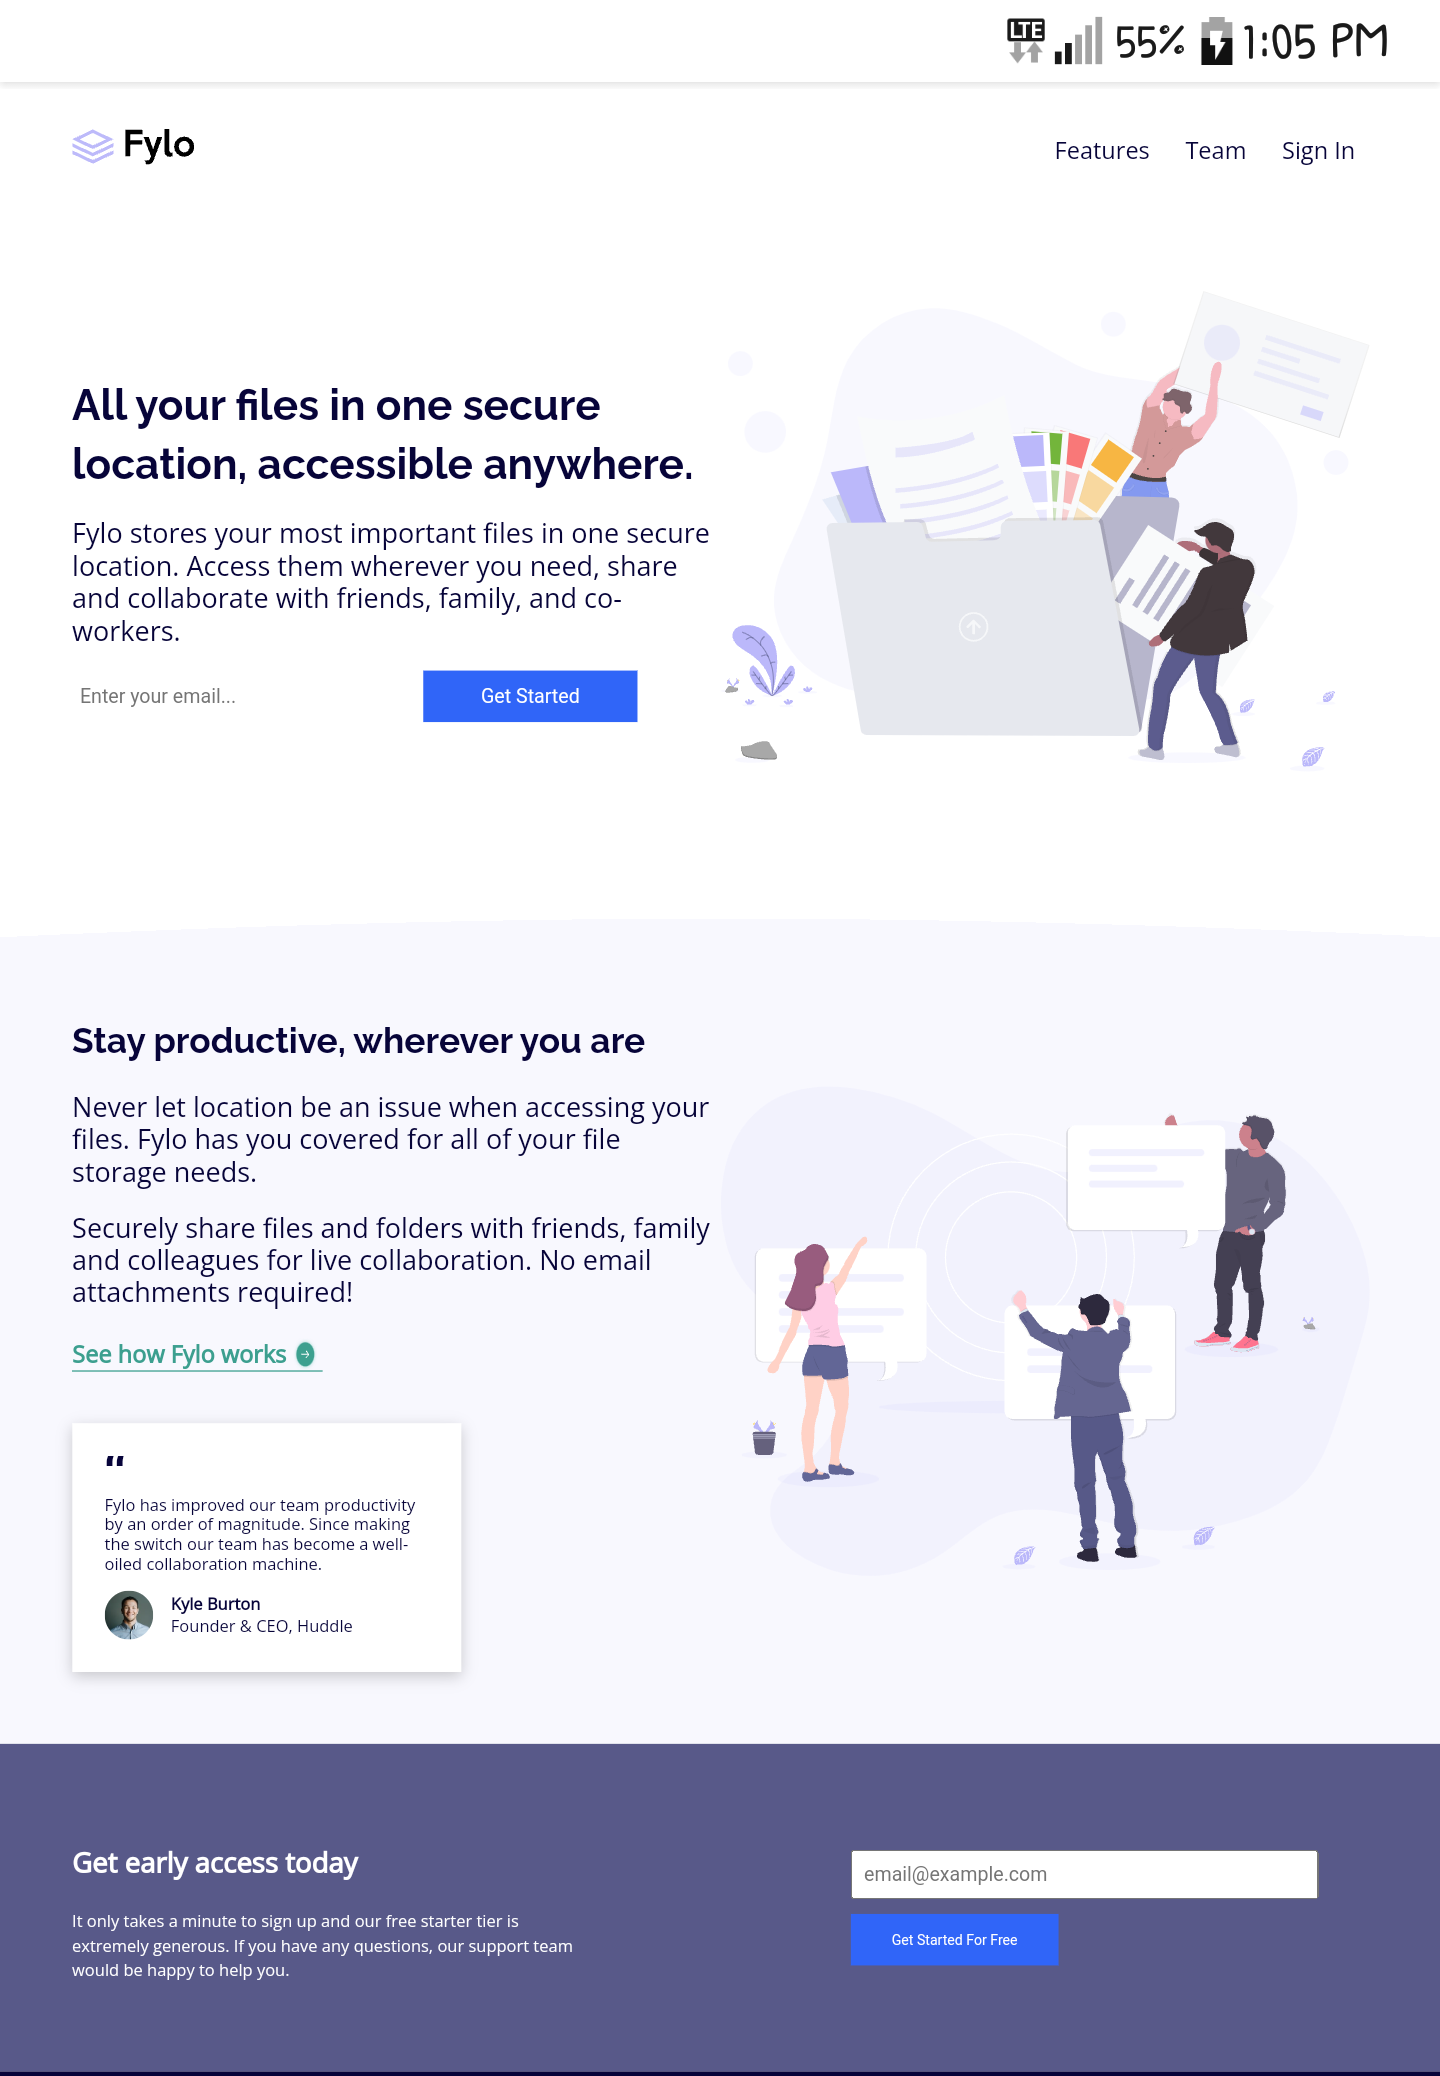 LTE 55% 1:05 PM
Fylo
Features Team Sign In
All your files in one secure
location, accessible anywhere.
Fylo stores your most important files in one secure
location. Access them wherever you need, share
and collaborate with friends, family, and co-
workers.
Enter your email... Get Started
Stay productive, wherever you are
Never let location be an issue when accessing your
files. Fylo has you covered for all of your file
storage needs.
Securely share files and folders with friends, family
and colleagues for live collaboration. No email
attachments required!
See how Fylo works
“
Fylo has improved our team productivity
by an order of magnitude. Since making
the switch our team has become a well-
oiled collaboration machine.
Kyle Burton
Founder & CEO, Huddle
Get early access today
It only takes a minute to sign up and our free starter tier is
extremely generous. If you have any questions, our support team
would be happy to help you.
email@example.com
Get Started For Free